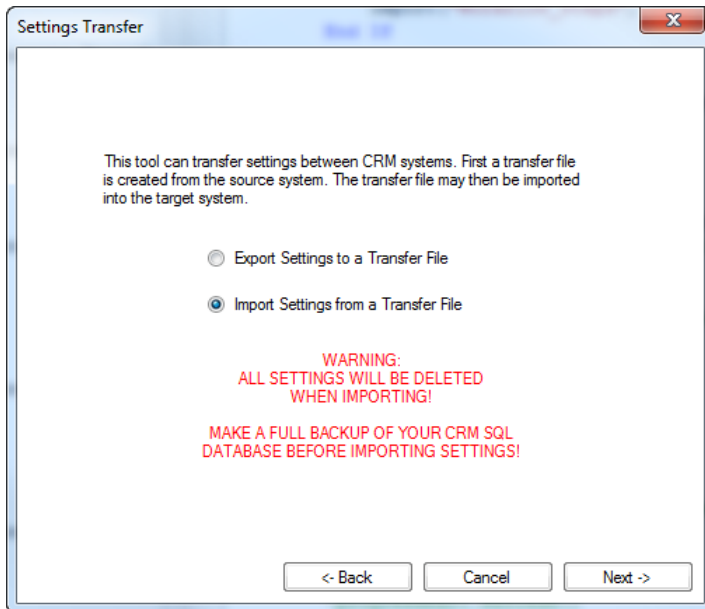 Settings Transfer
This tool can transfer settings between CRM systems. First a transfer file
is created from the source system. The transfer file may then be imported
into the target system.
Export Settings to a Transfer File
Import Settings from a Transfer File
WARNING:
ALL SETTINGS WILL BE DELETED
WHEN IMPORTING!
MAKE A FULL BACKUP OF YOUR CRM SQL
DATABASE BEFORE IMPORTING SETTINGS!
<- Back
Cancel
Next ->